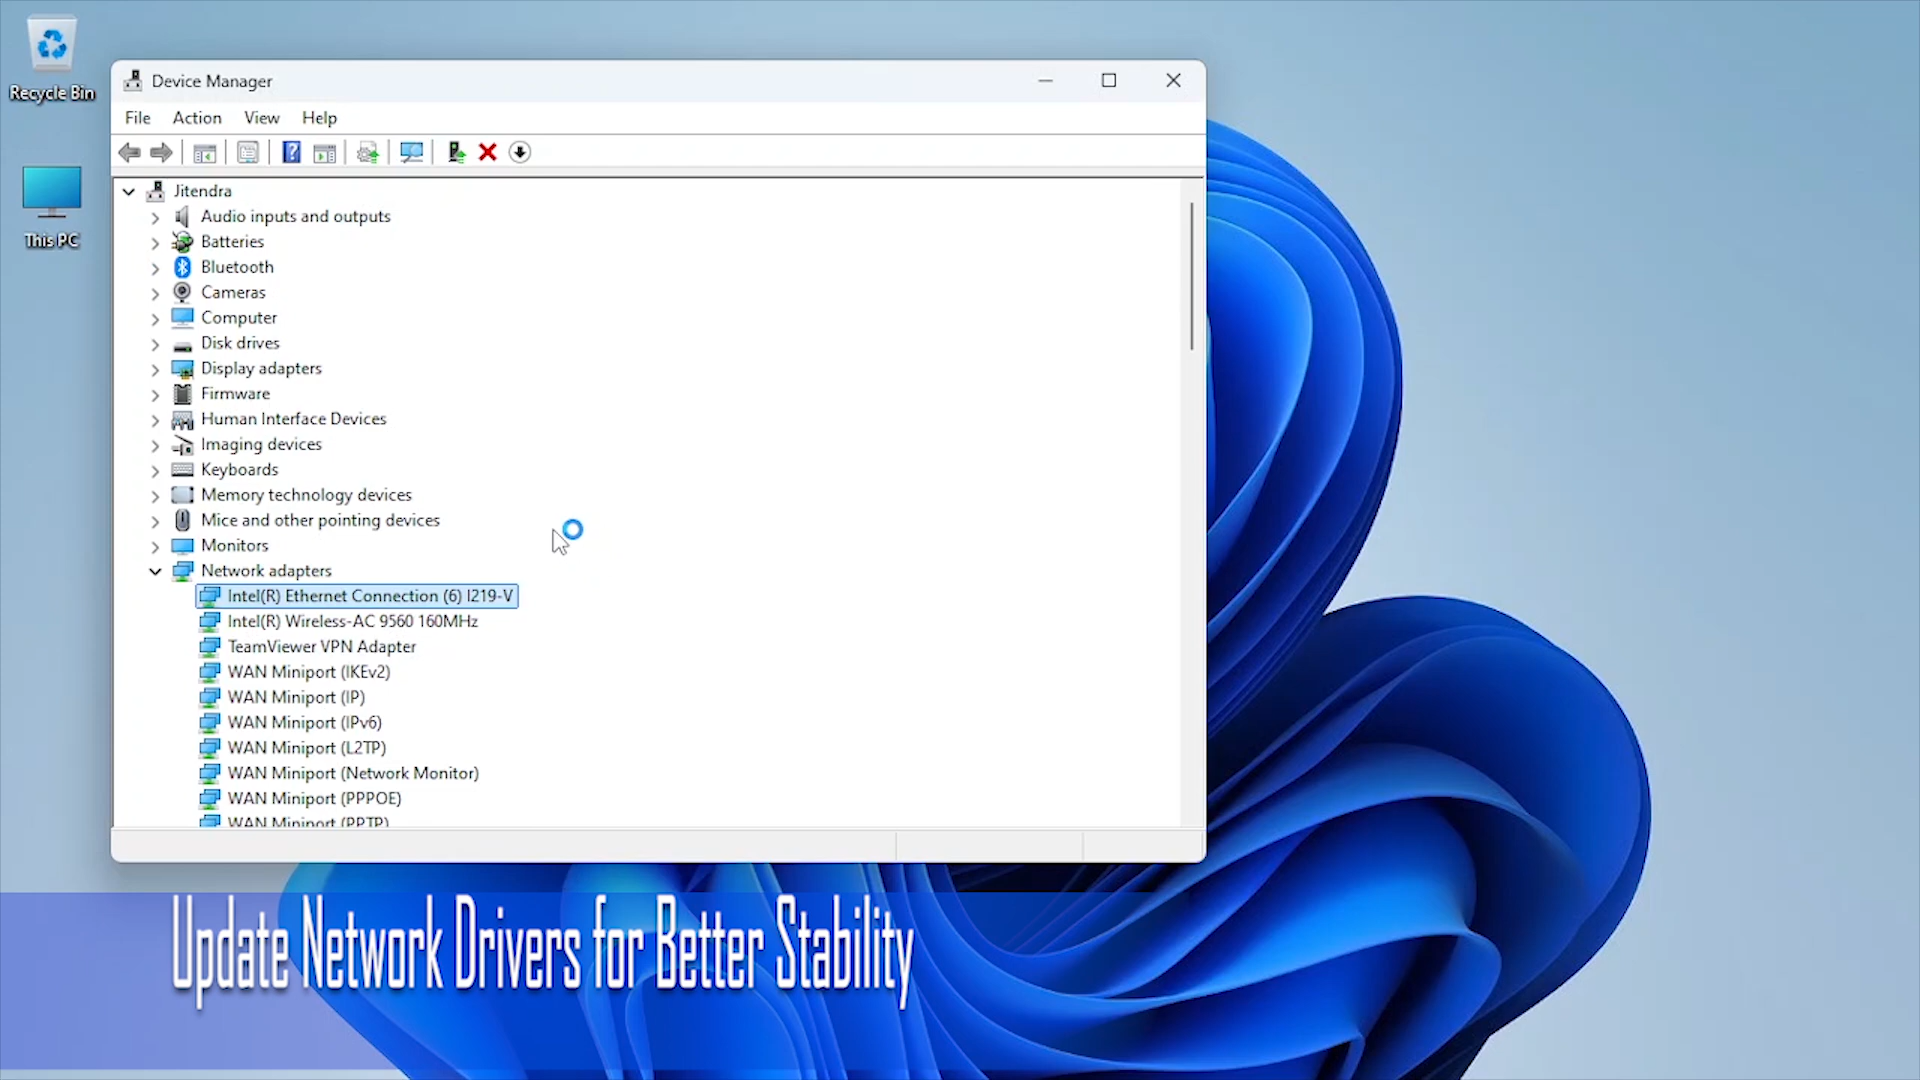 Recycle Bin
This PC
Device Manager
File Action View Help
Jitendra
Audio inputs and outputs
Batteries
Bluetooth
Cameras
Computer
Disk drives
Display adapters
Firmware
Human Interface Devices
Imaging devices
Keyboards
Memory technology devices
Mice and other pointing devices
Monitors
Network adapters
Intel(R) Ethernet Connection (6) I219-V
Intel(R) Wireless-AC 9560 160MHz
TeamViewer VPN Adapter
WAN Miniport (IKEv2)
WAN Miniport (IP)
WAN Miniport (IPv6)
WAN Miniport (L2TP)
WAN Miniport (Network Monitor)
WAN Miniport (PPPOE)
WAN Miniport (PPTP)
Update Network Drivers for Better Stability